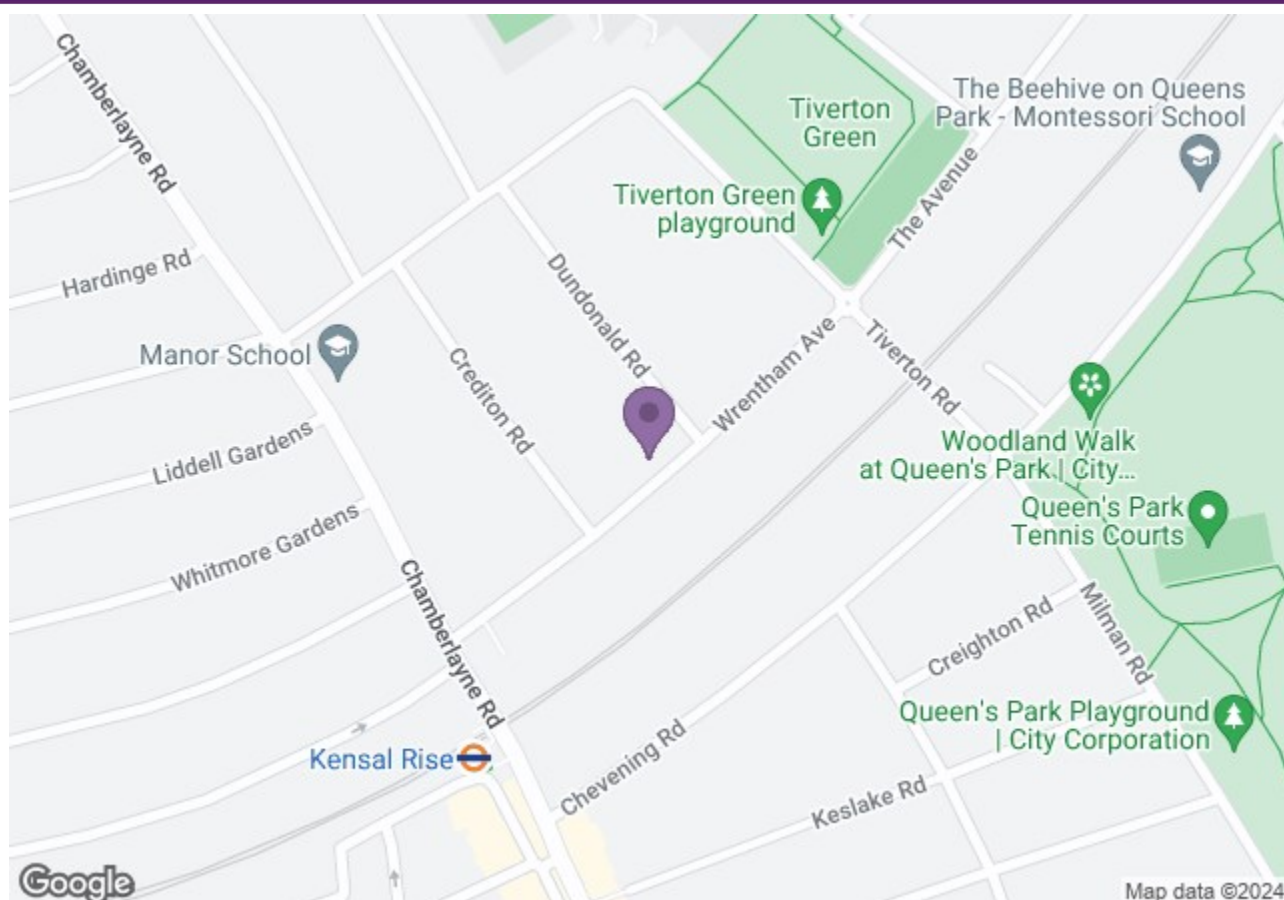 Chamberlayne Rd
The Beehive on Queens
Park - Montessori School
Tiverton
Green
Tiverton Green
playground
The Avenue
Hardinge Rd
Dundonald Rd
Manor School
Crediton Rd
Wrentham Ave
Tiverton Rd
Liddell Gardens
Woodland Walk
at Queen's Park | City...
Whitmore Gardens
Queen's Park
Tennis Courts
Chamberlayne Rd
Creighton Rd
Milman Rd
Queen's Park Playground
| City Corporation
Kensal Rise
Chevening Rd
Keslake Rd
Google
Map data ©2024